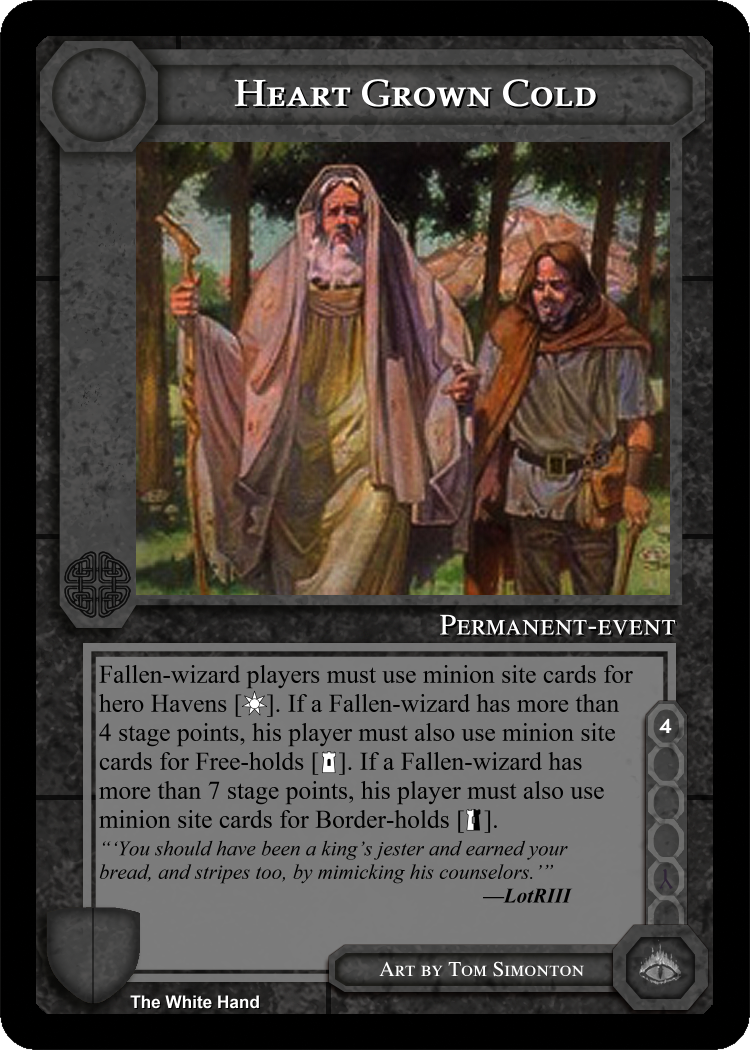 Heart Grown Cold
Permanent-event
Fallen-wizard players must use minion site cards for
hero Havens [ ]. If a Fallen-wizard has more than
4 stage points, his player must also use minion site
cards for Free-holds [ ]. If a Fallen-wizard has
more than 7 stage points, his player must also use
minion site cards for Border-holds [ ].
“‘You should have been a king’s jester and earned your
bread, and stripes too, by mimicking his counselors.’”
—LotRIII
4
Art by Tom Simonton
The White Hand